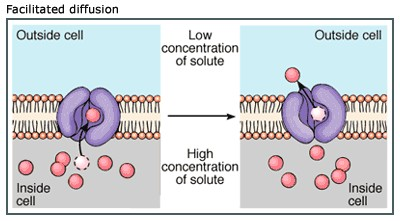 Facilitated diffusion
Outside cell
Low
concentration
of solute
Outside cell
Inside
cell
High
concentration
of solute
Inside
cell